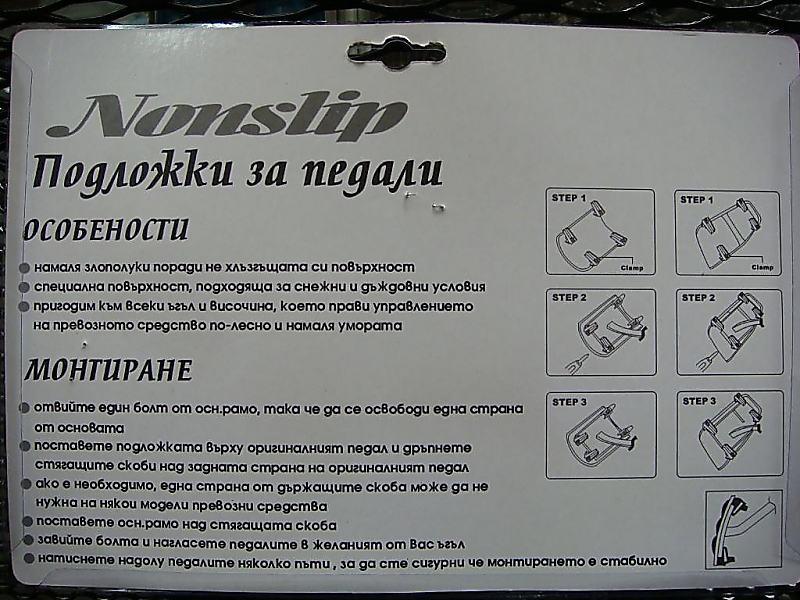 Nonslip
Подложки за педали
ОСОБЕНОСТИ
намаля злополуки поради не хлъзгъщата си повърхност
специална повърхност, подходяща за снежни и дъждовни условия
пригодим към всеки ъгъл и височина, което прави управлението
на превозното средство по-лесно и намаля умората
МОНТИРАНЕ
отвийте един болт от осн.рамо, така че да се освободи една страна
от основата
поставете подложката върху оригиналният педал и дръпнете
стягащите скоби над задната страна на оригиналният педал
ако е необходимо, една страна от държащите скоба може да не
нужна на някои модели превозни средства
поставете осн.рамо над стягащата скоба
завийте болта и нагласете педалите в желаният от Вас ъгъл
натиснете надолу педалите няколко пъти , за да сте сигурни че монтирането е стабилно
STEP 1
Clamp
STEP 1
Clamp
STEP 2
STEP 2
STEP 3
STEP 3